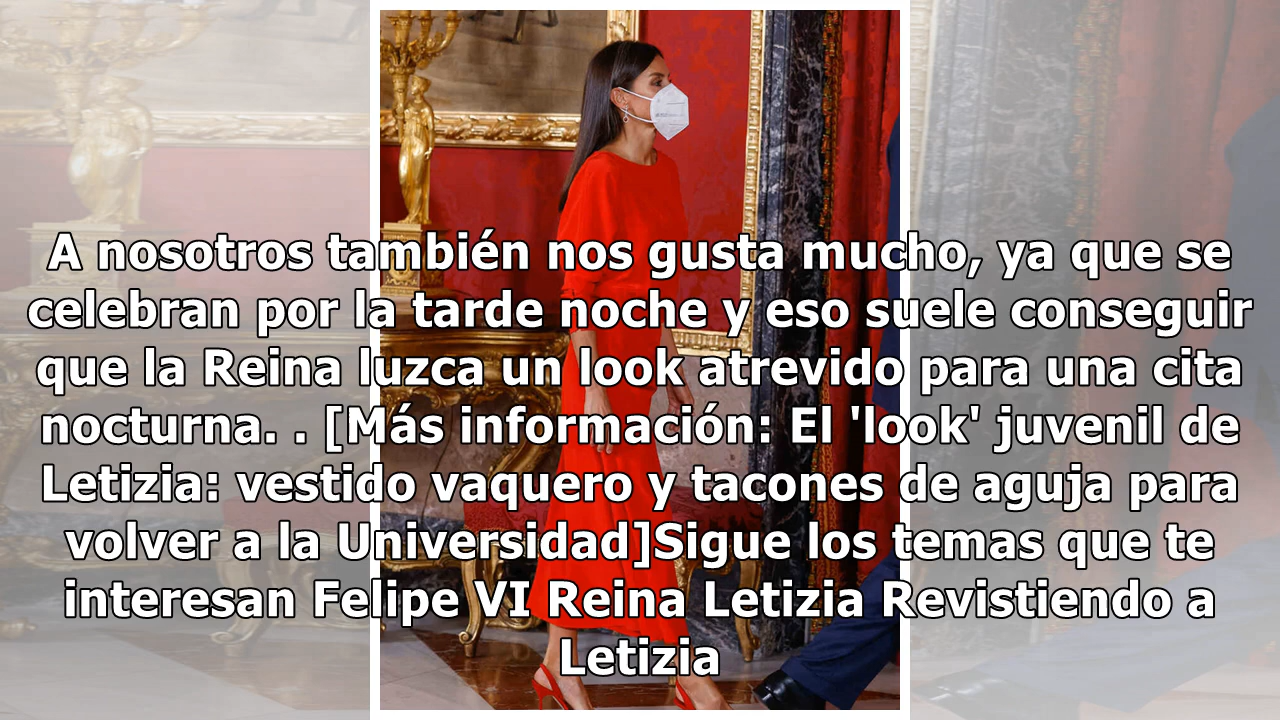 A nosotros también nos gusta mucho, ya que se
celebran por la tarde noche y eso suele conseguir
que la Reina luzca un look atrevido para una cita
nocturna. . [Más información: El 'look' juvenil de
Letizia: vestido vaquero y tacones de aguja para
volver a la Universidad]Sigue los temas que te
interesan Felipe VI Reina Letizia Revistiendo a
Letizia